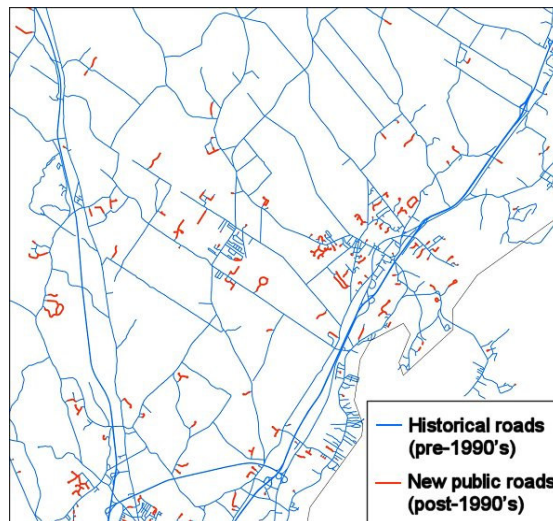 Historical roads
(pre-1990's)
New public roads
(post-1990's)